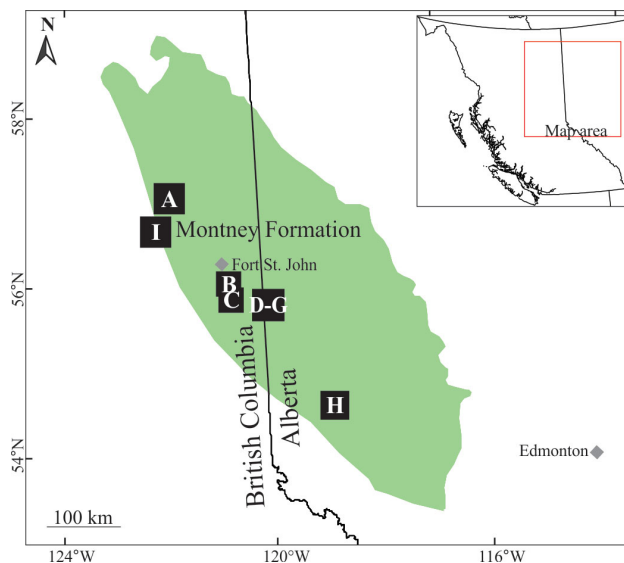 N
58°N
56°N
54°N
Map area
A
I
Montney Formation
Fort St. John
B
C
D-G
H
British Columbia
Alberta
Edmonton
100 km
124°W
120°W
116°W